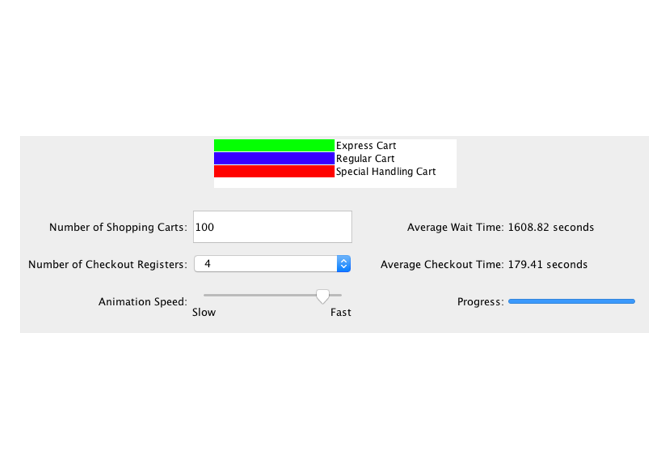 Express Cart
Regular Cart
Special Handling Cart
Number of Shopping Carts: 100
Average Wait Time: 1608.82 seconds
Number of Checkout Registers: 4
Average Checkout Time: 179.41 seconds
Animation Speed:
Progress:
Slow Fast